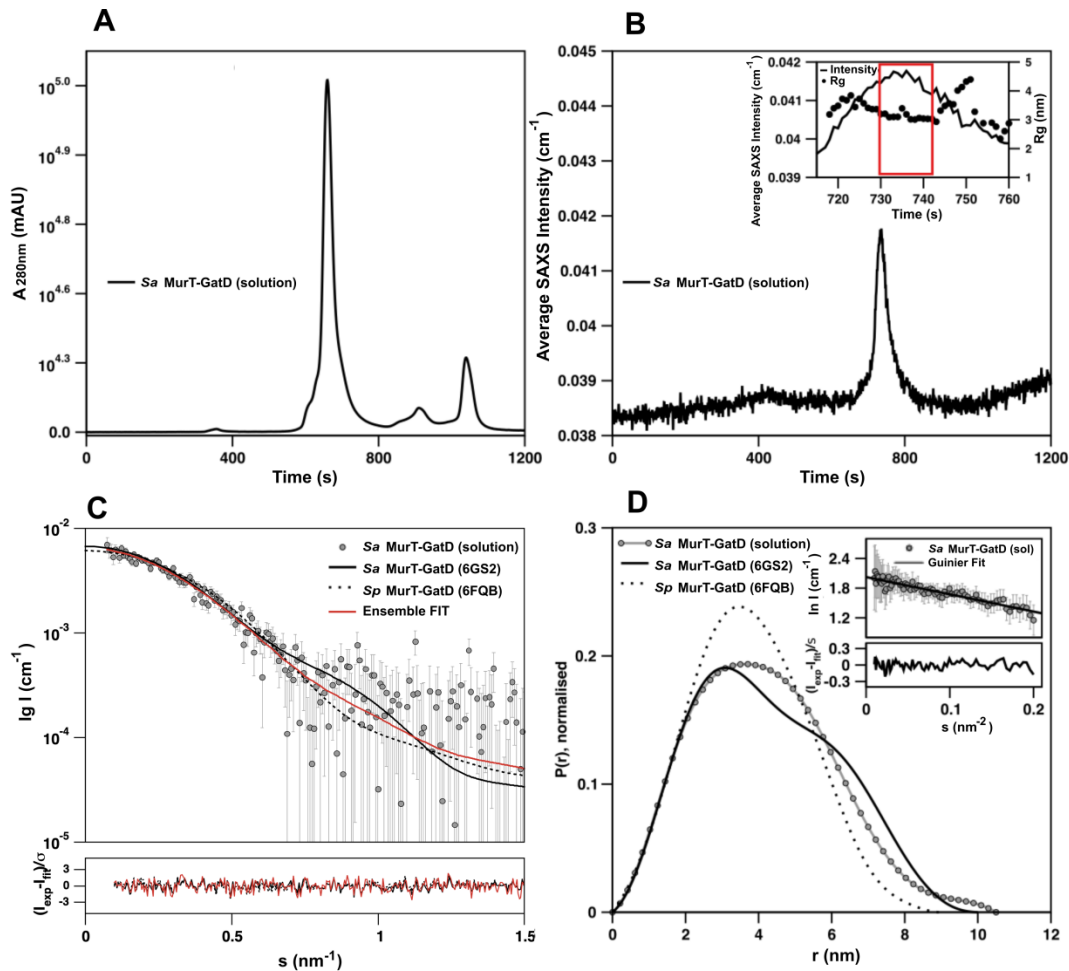 A
A 280nm (mAU)
10^5.0
10^4.9
10^4.8
10^4.6
10^4.3
0.0
Sa MurT-GatD (solution)
0
400
800
1200
Time (s)
B
Average SAXS Intensity (cm-1)
0.045
0.044
0.043
0.042
0.041
0.04
0.039
0.038
Sa MurT-GatD (solution)
0
400
800
1200
Time (s)
Average SAXS Intensity (cm-1)
0.042
0.041
0.04
0.039
Intensity
Rg
5
4
3
2
1
Rg (nm)
720
730
740
750
760
Time (s)
C
lg I (cm-1)
10-2
10-3
10-4
10-5
Sa MurT-GatD (solution)
Sa MurT-GatD (6GS2)
Sp MurT-GatD (6FQB)
Ensemble FIT
(Iexp-Ifit)/σ
3
0
-3
0
0.5
1
1.5
s (nm-1)
D
P(r), normalised
0.3
0.2
0.1
0
Sa MurT-GatD (solution)
Sa MurT-GatD (6GS2)
Sp MurT-GatD (6FQB)
0
2
4
6
8
10
12
r (nm)
ln I (cm-1)
2.4
1.8
1.2
Sa MurT-GatD (sol)
Guinier Fit
(Iexp-Ifit)/s
0.3
0
-0.3
0
0.1
0.2
s (nm-2)